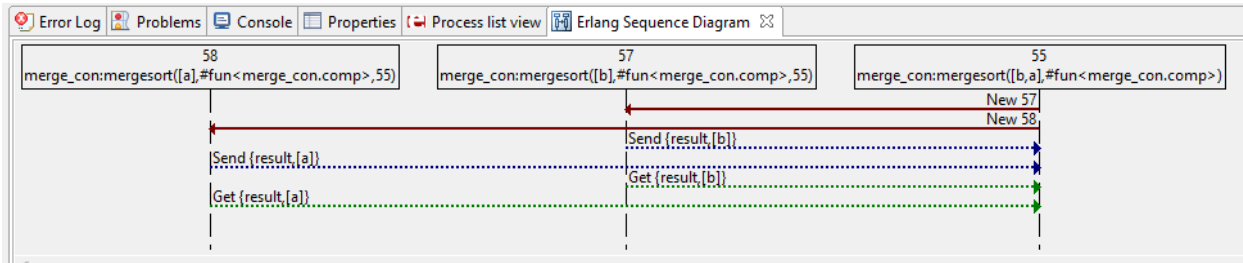 Error Log Problems Console Properties Process list view Erlang Sequence Diagram
58
merge_con:mergesort([a],#fun<merge_con.comp>,55)
57
merge_con:mergesort([b],#fun<merge_con.comp>,55)
55
merge_con:mergesort([b,a],#fun<merge_con.comp>)
New 57
New 58
Send {result,[b]}
Send {result,[a]}
Get {result,[b]}
Get {result,[a]}